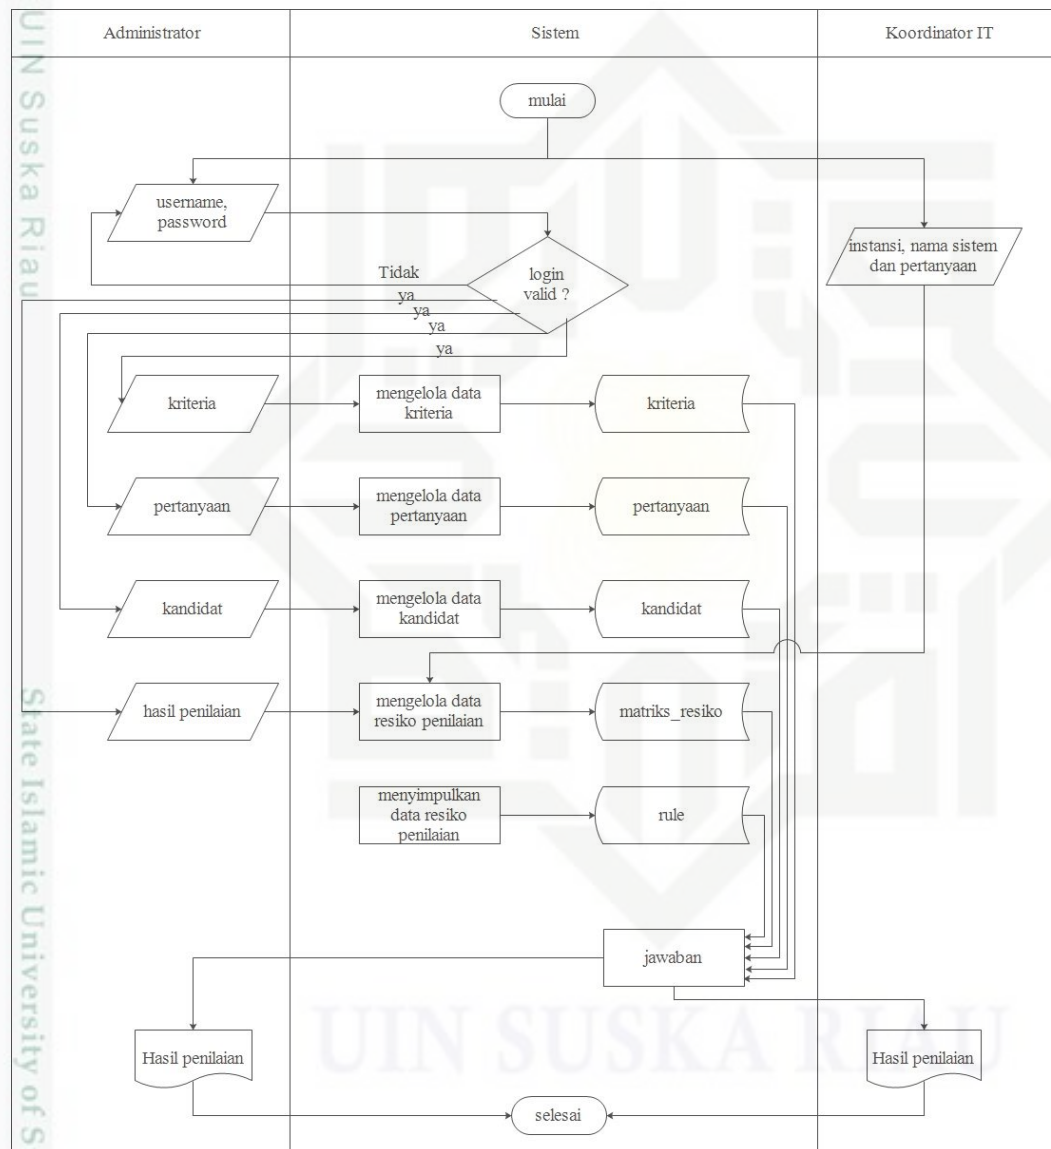 Administrator
Sistem
Koordinator IT
mulai
username,
password
instansi, nama sistem
dan pertanyaan
login
valid ?
Tidak
ya
ya
ya
ya
kriteria
mengelola data
kriteria
kriteria
pertanyaan
mengelola data
pertanyaan
pertanyaan
kandidat
mengelola data
kandidat
kandidat
hasil penilaian
mengelola data
resiko penilaian
matriks_resiko
menyimpulkan
data resiko
penilaian
rule
jawaban
Hasil penilaian
Hasil penilaian
selesai
UIN SUSKA RIAU
UIN Suska Riau
State Islamic University of S